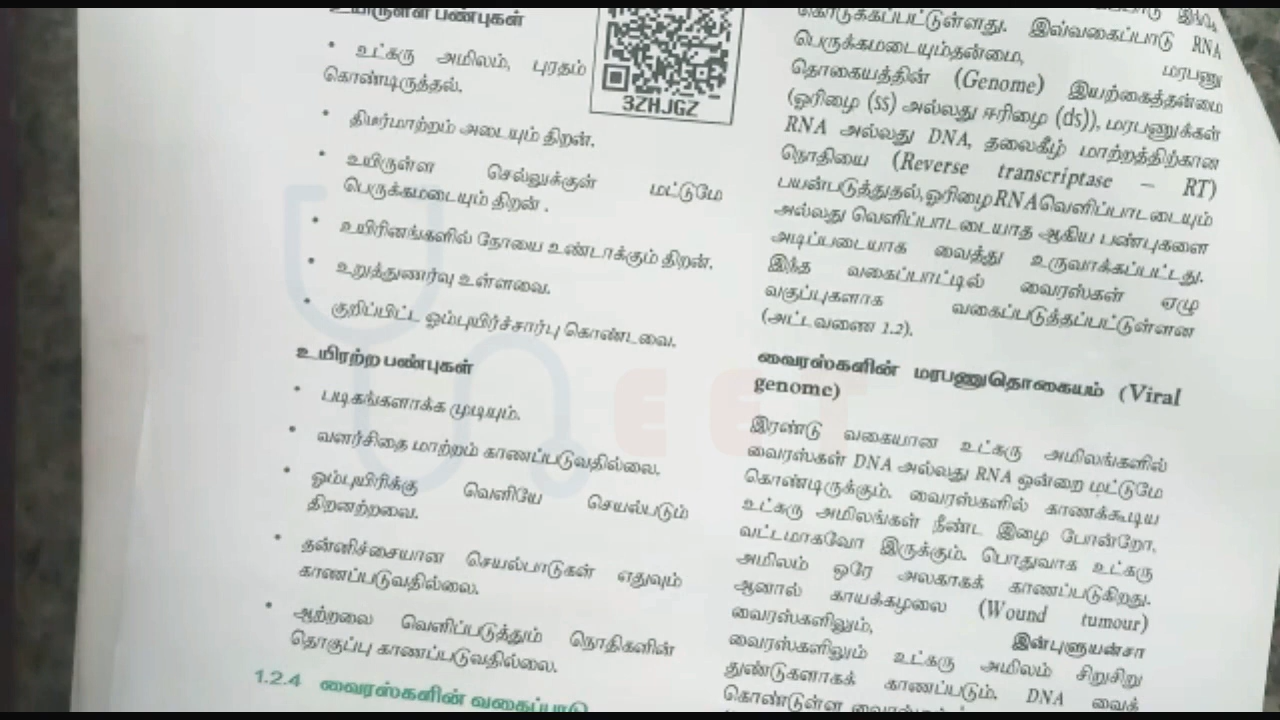 உயிருள்ள பண்புகள்
• உட்கரு அமிலம், புரதம்
கொண்டிருத்தல்.
• திடீர்மாற்றம் அடையும் திறன்.
• உயிருள்ள செல்லுக்குள் மட்டுமே
பெருக்கமடையும் திறன் .
• உயிரினங்களில் நோயை உண்டாக்கும் திறன்.
• உறுத்துணர்வு உள்ளவை.
• குறிப்பிட்ட ஓம்புயிர்ச்சார்பு கொண்டவை.
உயிரற்ற பண்புகள்
• படிகங்களாக்க முடியும்.
• வளர்சிதை மாற்றம் காணப்படுவதில்லை.
• ஓம்புயிரிக்கு வெளியே செயல்படும்
திறனற்றவை.
• தன்னிச்சையான செயல்பாடுகள் எதுவும்
காணப்படுவதில்லை.
• ஆற்றலை வெளிப்படுத்தும் நொதிகளின்
தொகுப்பு காணப்படுவதில்லை.
1.2.4 வைரஸ்களின் வகைப்பாடு
3ZHJGZ
கொடுக்கப்பட்டுள்ளது. இவ்வகைப்பாடு RNA
பெருக்கமடையும்தன்மை, மரபணு
தொகையத்தின் (Genome) இயற்கைத்தன்மை
(ஓரிழை (ss) அல்லது ஈரிழை (ds)), மரபணுக்கள்
RNA அல்லது DNA, தலைகீழ் மாற்றத்திற்கான
நொதியை (Reverse transcriptase – RT)
பயன்படுத்துதல்,ஓரிழைRNAவெளிப்பாடடையும்
அல்லது வெளிப்பாடடையாத ஆகிய பண்புகளை
அடிப்படையாக வைத்து உருவாக்கப்பட்டது.
இந்த வகைப்பாட்டில் வைரஸ்கள் ஏழு
வகுப்புகளாக வகைப்படுத்தப்பட்டுள்ளன
(அட்டவணை 1.2).
வைரஸ்களின் மரபணுதொகையம் (Viral
genome)
இரண்டு வகையான உட்கரு அமிலங்களில்
வைரஸ்கள் DNA அல்லது RNA ஒன்றை மட்டுமே
கொண்டிருக்கும். வைரஸ்களில் காணக்கூடிய
உட்கரு அமிலங்கள் நீண்ட இழை போன்றோ,
வட்டமாகவோ இருக்கும். பொதுவாக உட்கரு
அமிலம் ஒரே அலகாகக் காணப்படுகிறது.
ஆனால் காயக்கழலை (Wound tumour)
வைரஸ்களிலும், இன்புளுயன்சா
வைரஸ்களிலும் உட்கரு அமிலம் சிறுசிறு
துண்டுகளாகக் காணப்படும். DNA வைக்
கொண்டுள்ள
EET